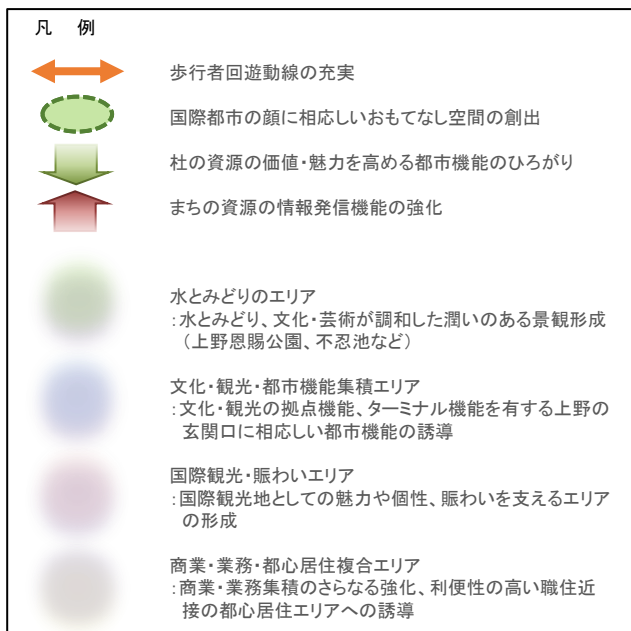 凡 例
歩行者回遊動線の充実
国際都市の顔に相応しいおもてなし空間の創出
杜の資源の価値・魅力を高める都市機能のひろがり
まちの資源の情報発信機能の強化
水とみどりのエリア
:水とみどり、文化・芸術が調和した潤いのある景観形成
(上野恩賜公園、不忍池など)
文化・観光・都市機能集積エリア
:文化・観光の拠点機能、ターミナル機能を有する上野の
玄関口に相応しい都市機能の誘導
国際観光・賑わいエリア
:国際観光地としての魅力や個性、賑わいを支えるエリア
の形成
商業・業務・都心居住複合エリア
:商業・業務集積のさらなる強化、利便性の高い職住近
接の都心居住エリアへの誘導